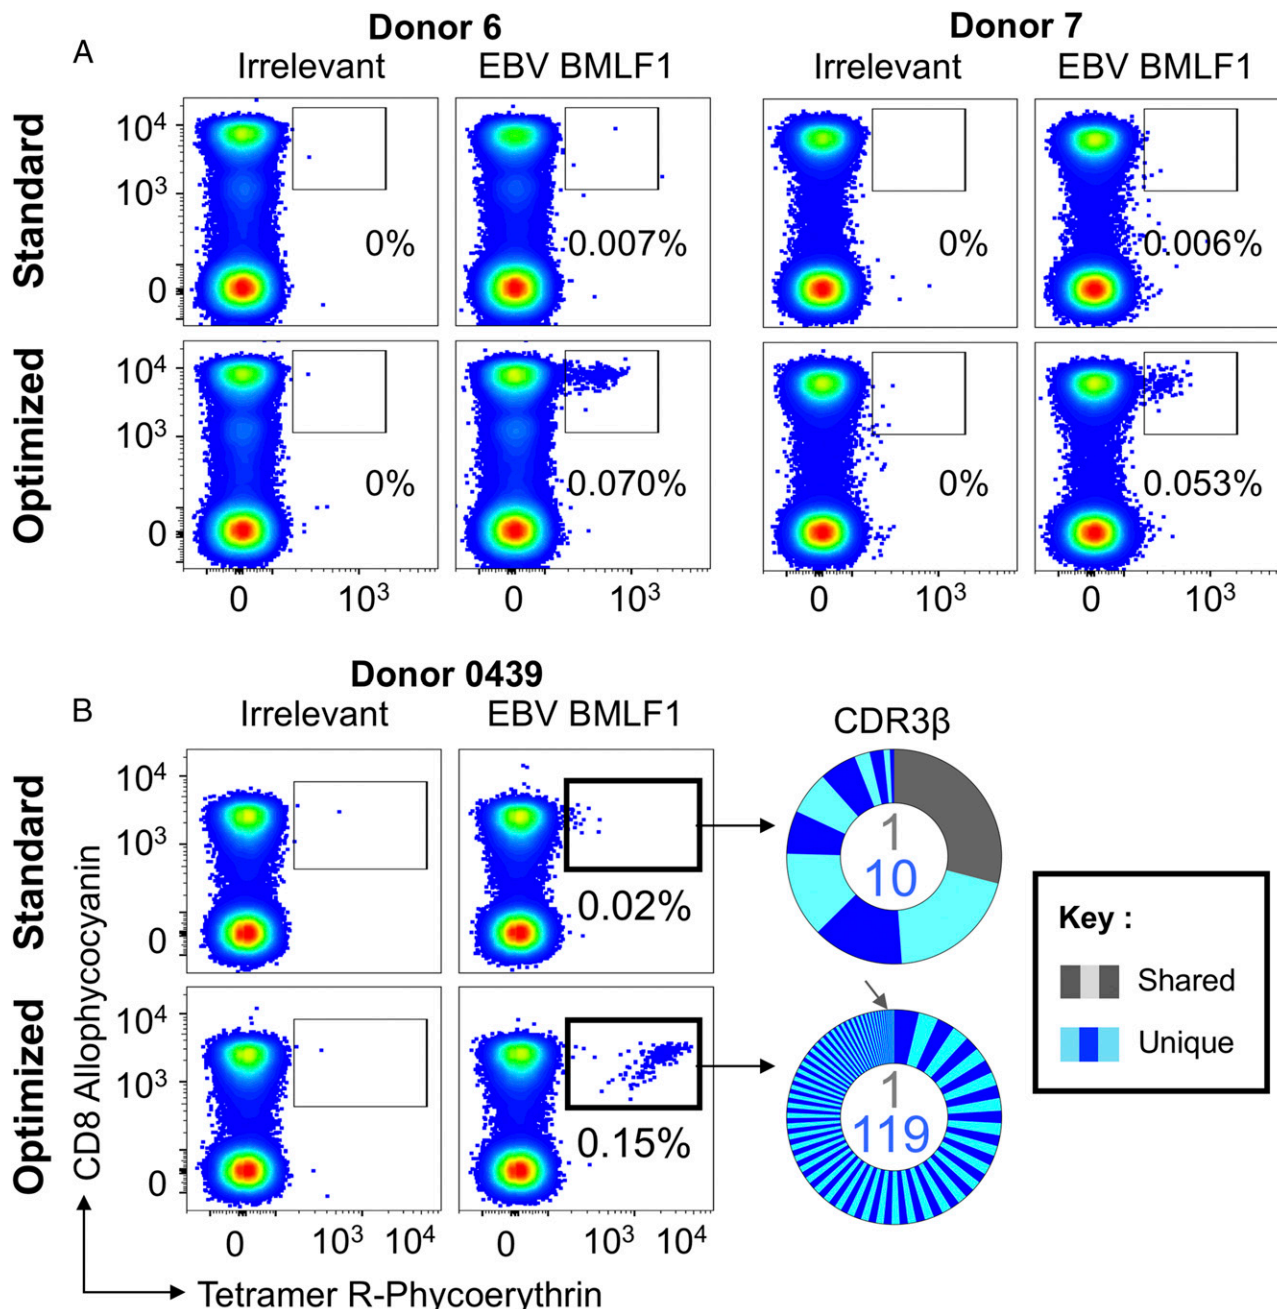 A
Donor 6
Donor 7
Irrelevant
EBV BMLF1
Irrelevant
EBV BMLF1
Standard
10⁴
10³
0
0%
0.007%
0%
0.006%
Optimized
10⁴
10³
0
0%
0.070%
0%
0.053%
0
10³
0
10³
0
10³
0
10³
Donor 0439
B
Irrelevant
EBV BMLF1
CDR3β
Standard
10⁴
10³
0
0.02%
1
10
Key :
Shared
Unique
Optimized
10⁴
10³
0
0.15%
1
119
0
10³
10⁴
0
10³
10⁴
CD8 Allophycocyanin
Tetramer R-Phycoerythrin